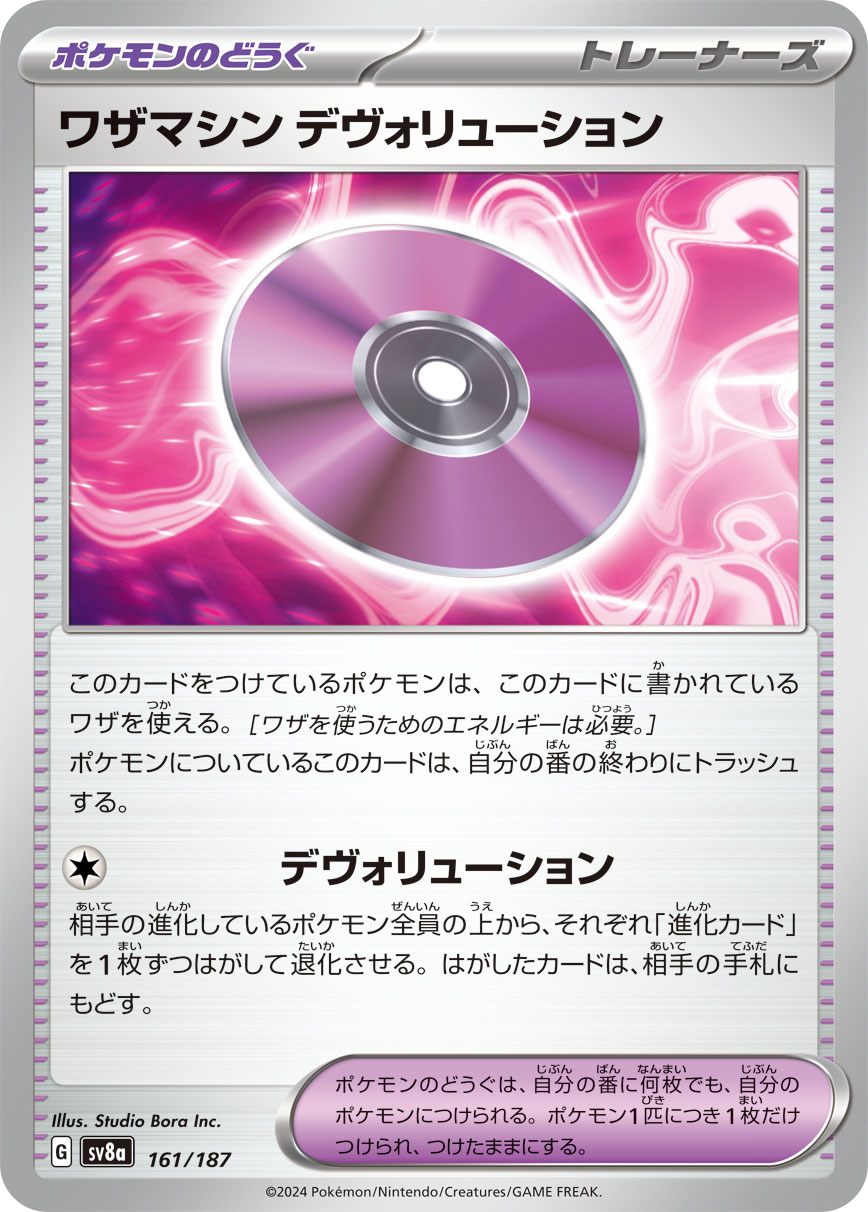 ポケモンのどうぐ
トレーナーズ
ワザマシン デヴォリューション
このカードをつけているポケモンは、このカードに書かれている
ワザを使える。［ワザを使うためのエネルギーは必要。］
ポケモンについているこのカードは、自分の番の終わりにトラッシュ
する。
デヴォリューション
相手の進化しているポケモン全員の上から、それぞれ「進化カード」
を1枚ずつはがして退化させる。はがしたカードは、相手の手札に
もどす。
ポケモンのどうぐは、自分の番に何枚でも、自分の
ポケモンにつけられる。ポケモン1匹につき1枚だけ
つけられ、つけたままにする。
Illus. Studio Bora Inc.
G sv8a 161/187
©2024 Pokémon/Nintendo/Creatures/GAME FREAK.